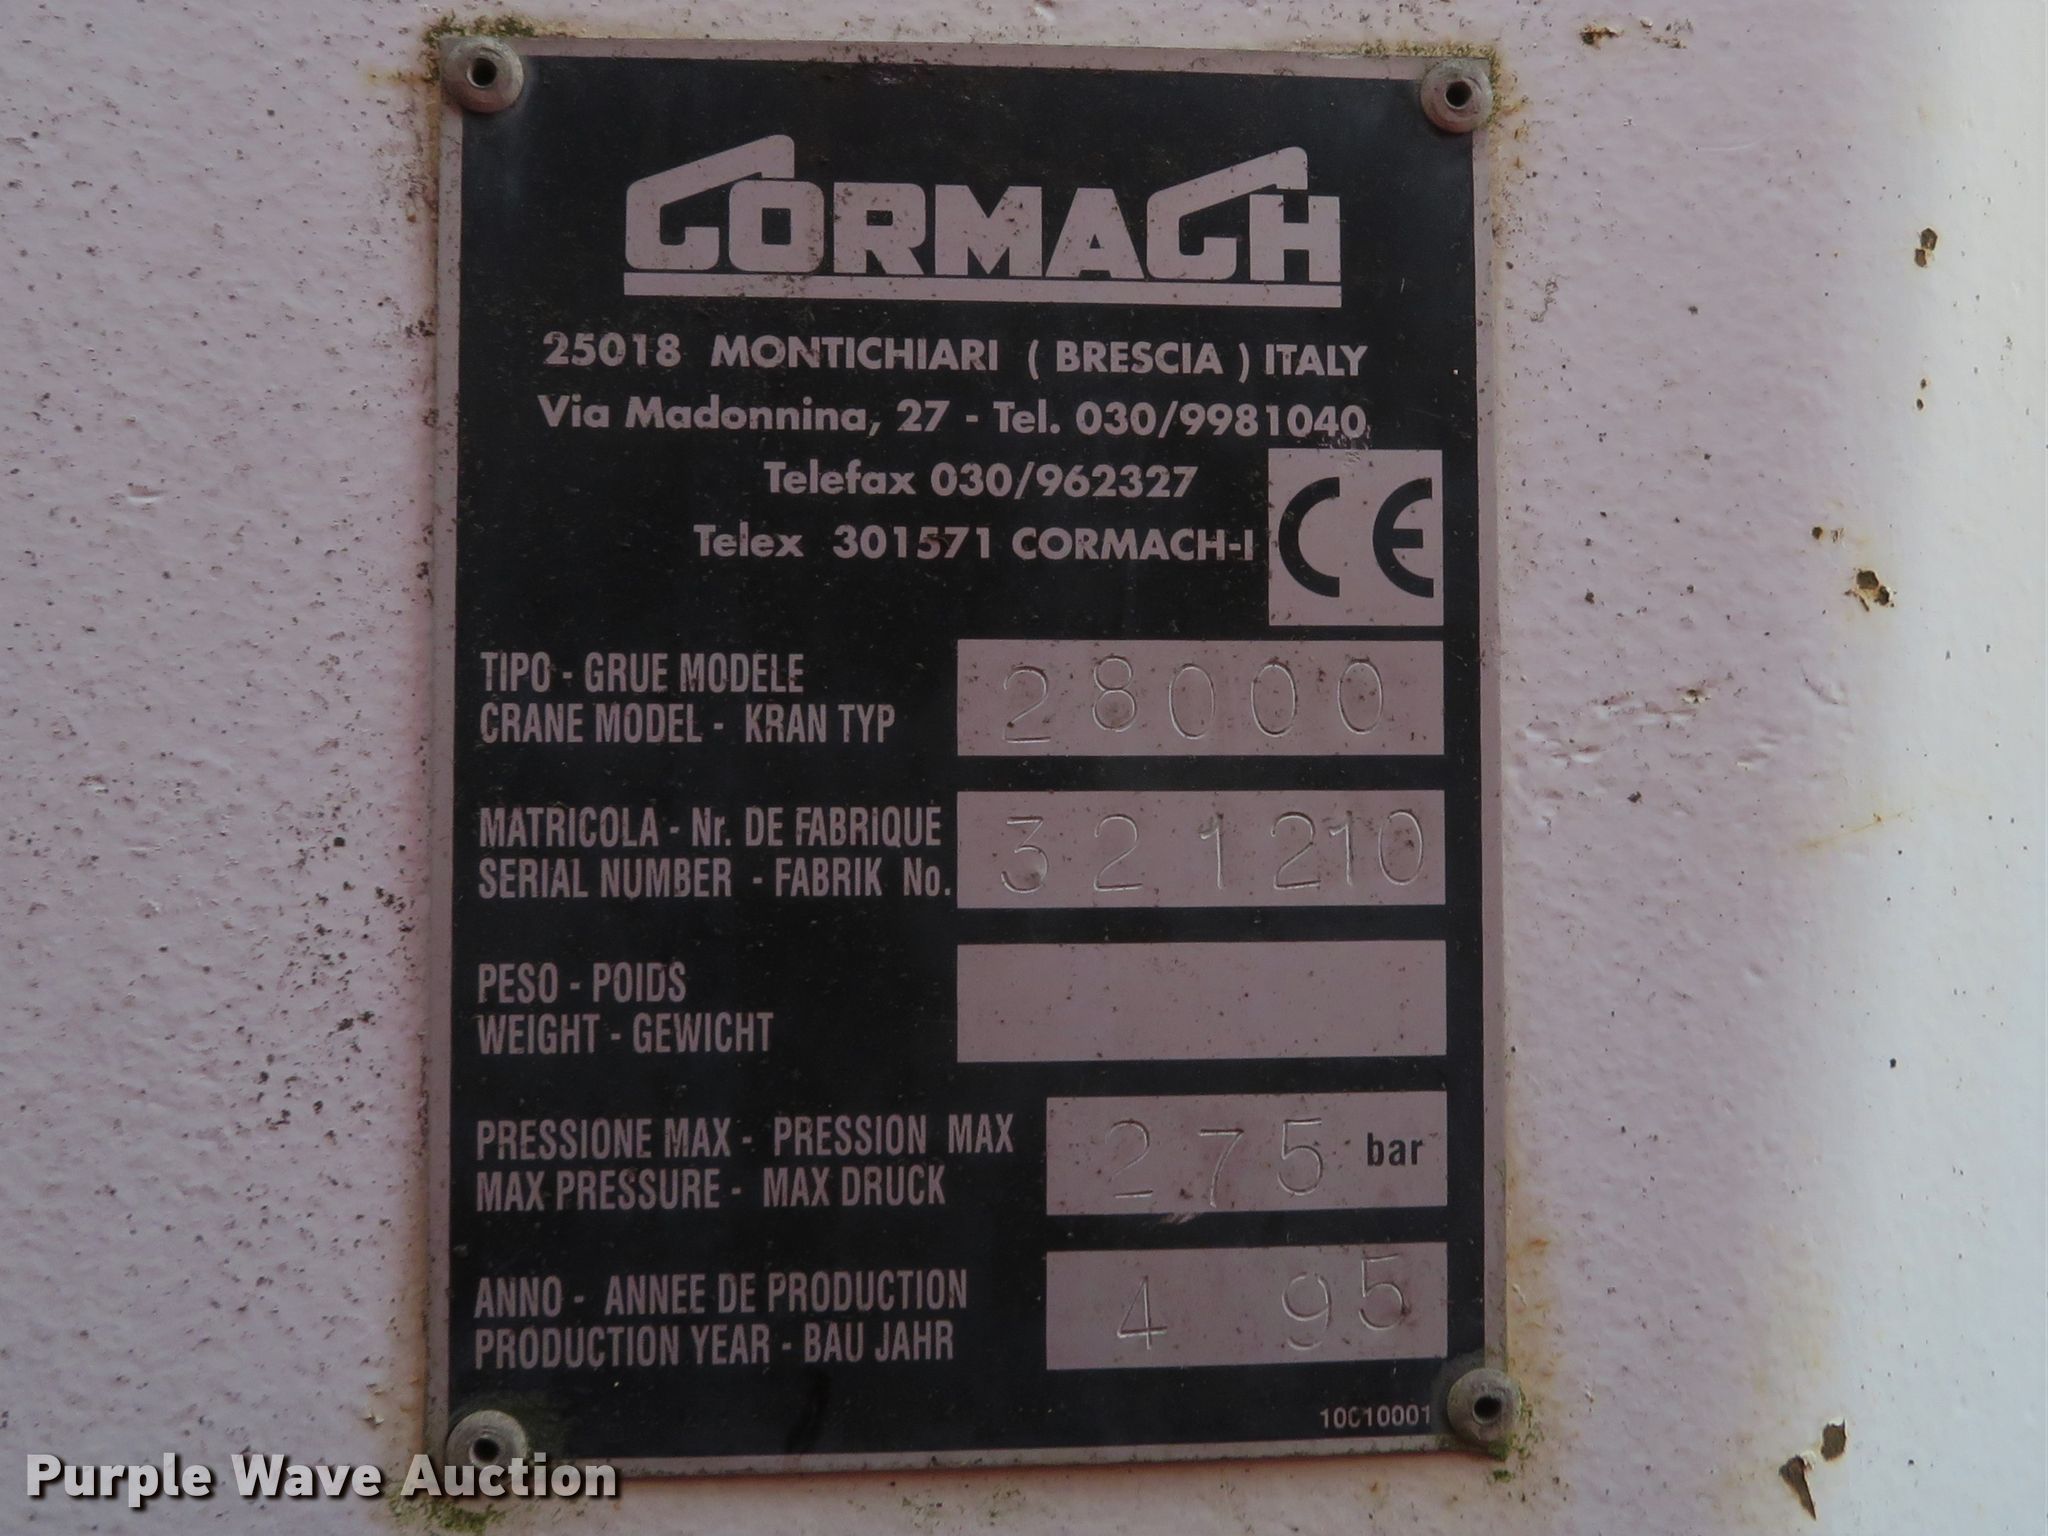 CORMACH
25018 MONTICHIARI ( BRESCIA ) ITALY
Via Madonnina, 27 - Tel. 030/9981040
Telefax 030/962327
Telex 301571 CORMACH-I
CE
TIPO - GRUE MODELE
CRANE MODEL - KRAN TYP
28000
MATRICOLA - Nr. DE FABRIQUE
SERIAL NUMBER - FABRIK No.
321210
PESO - POIDS
WEIGHT - GEWICHT
PRESSIONE MAX - PRESSION MAX
MAX PRESSURE - MAX DRUCK
275 bar
ANNO - ANNEE DE PRODUCTION
PRODUCTION YEAR - BAU JAHR
4 95
10010001
Purple Wave Auction